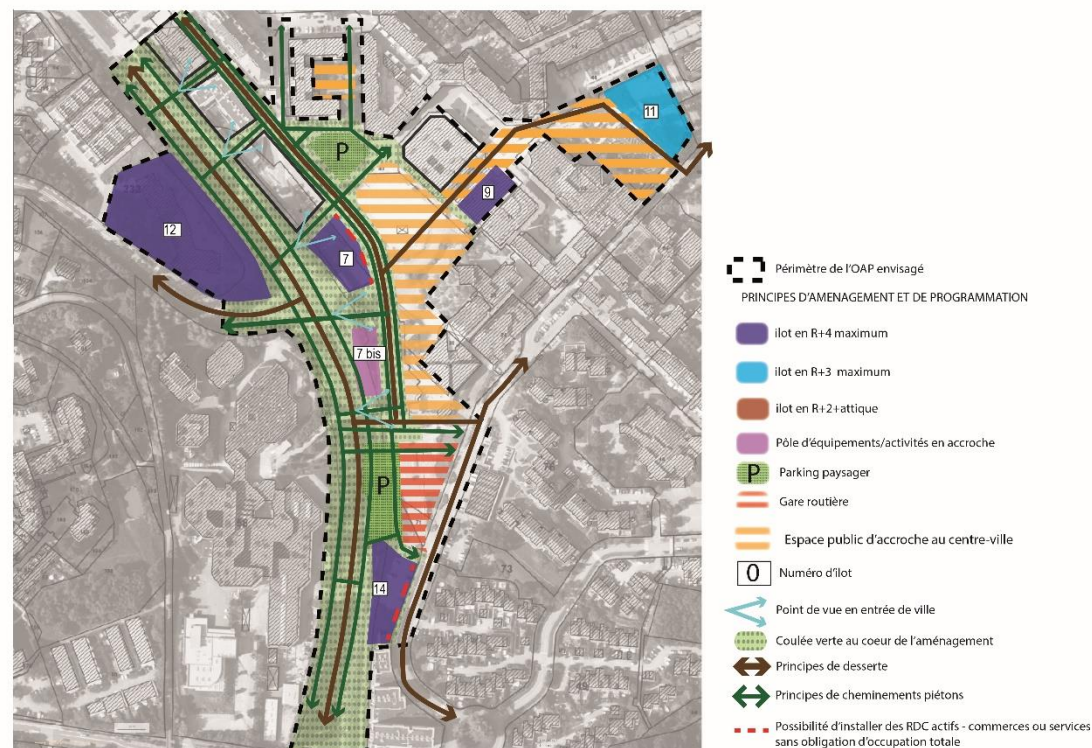 P
11
9
12
7
7 bis
P
14
73
Périmètre de l'OAP envisagé
PRINCIPES D'AMENAGEMENT ET DE PROGRAMMATION
ilot en R+4 maximum
ilot en R+3 maximum
ilot en R+2+attique
Pôle d'équipements/activités en accroche
P
Parking paysager
Gare routière
Espace public d'accroche au centre-ville
0
Numéro d'îlot
Point de vue en entrée de ville
Coulée verte au coeur de l'aménagement
Principes de desserte
Principes de cheminements piétons
Possibilité d'installer des RDC actifs - commerces ou services
sans obligation d'occupation totale